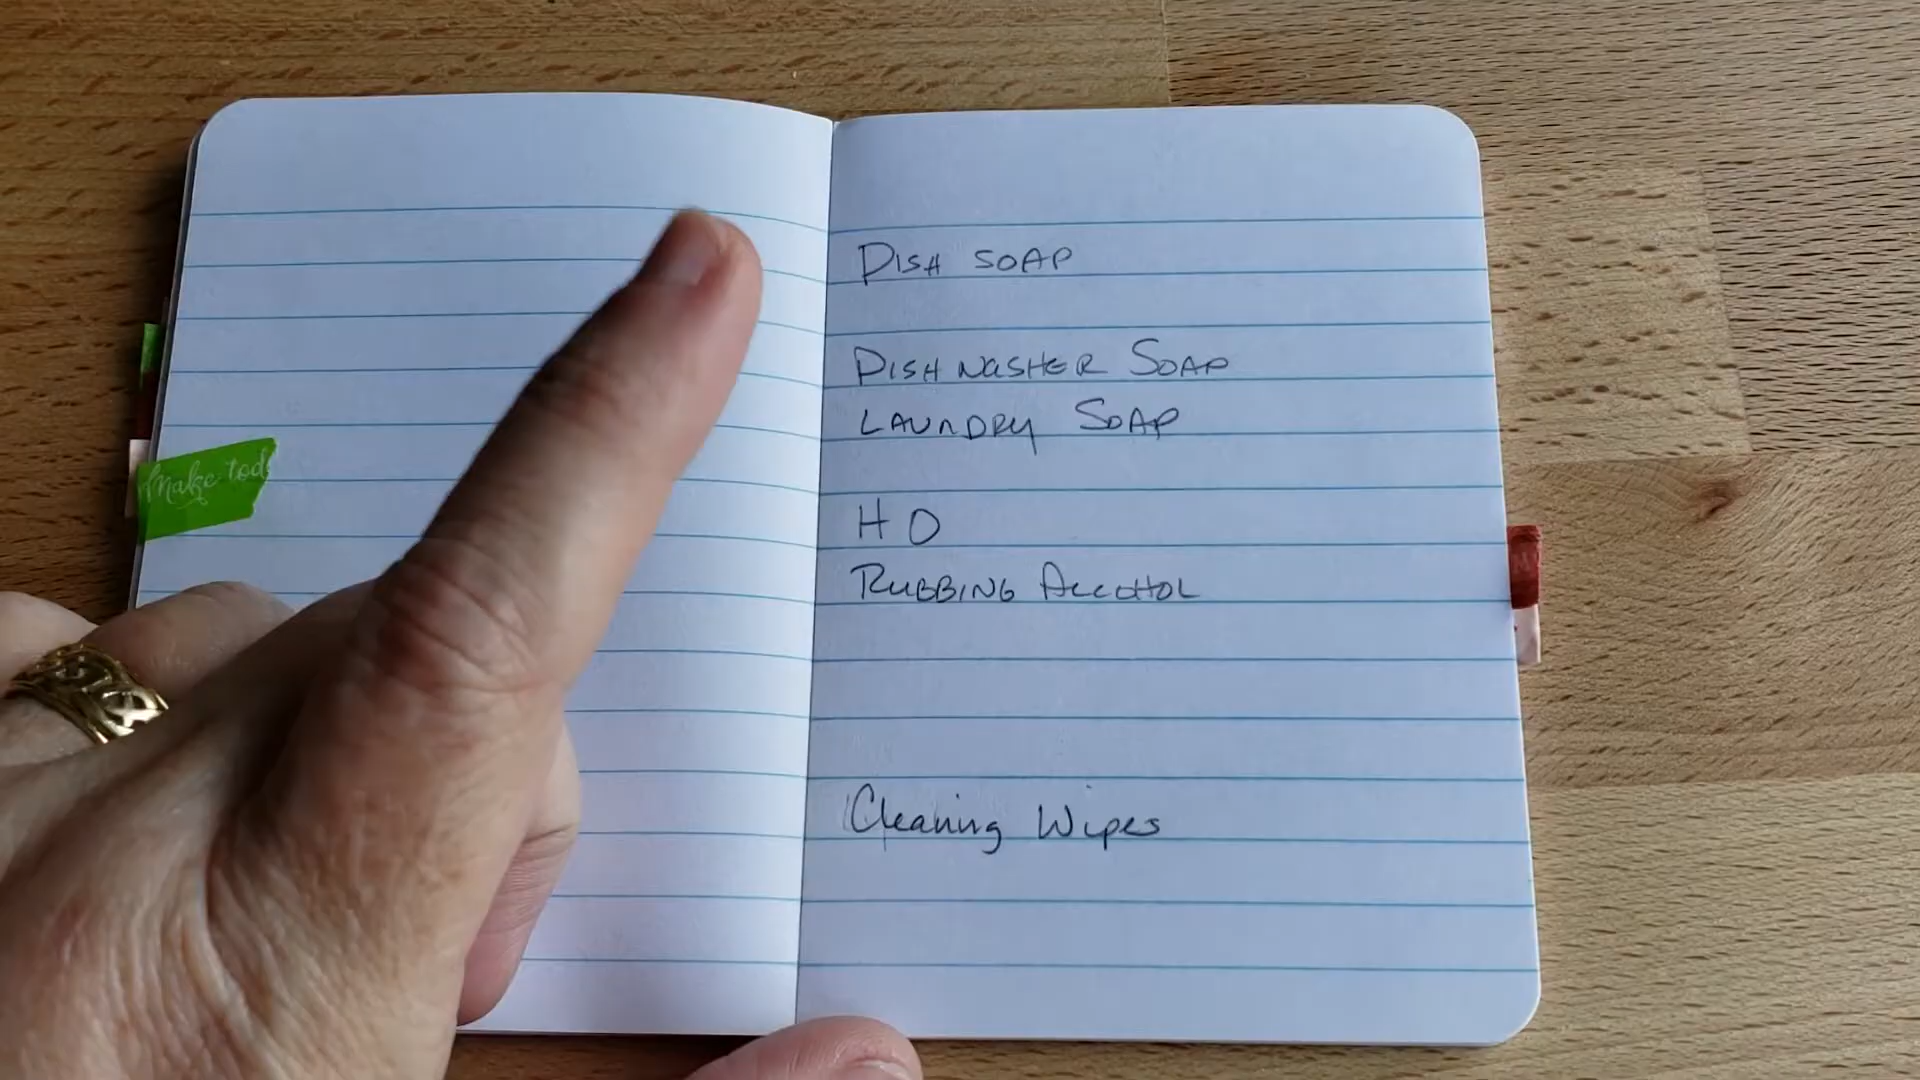 Make tod
DISH SOAP
DISHWASHER SOAP
LAUNDRY SOAP
H O
RUBBING ALCOHOL
Cleaning Wipes